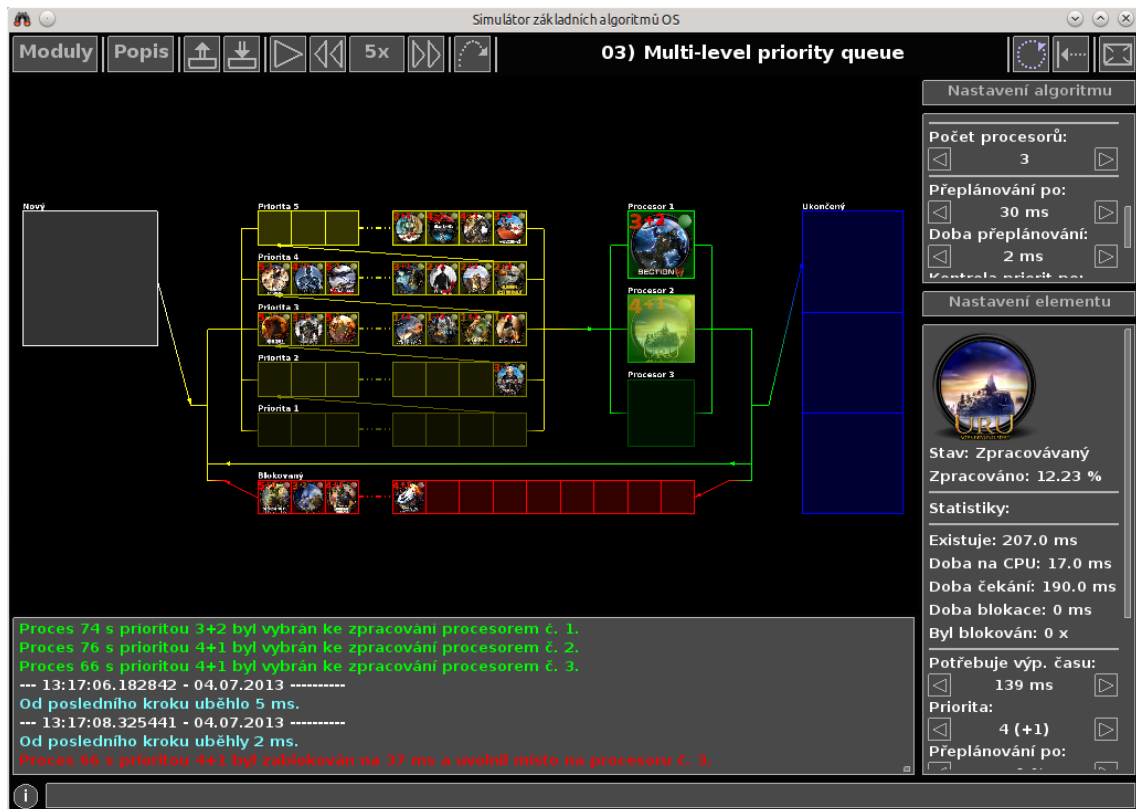 Simulátor základních algoritmů OS
Moduly
Popis
5x
03) Multi-level priority queue
Nastavení algoritmu
Počet procesorů:
3
Přeplánování po:
30 ms
Doba přeplánování:
2 ms
Kontrola priorit po:
Nový
Priorita 5
Priorita 4
Priorita 3
Priorita 2
Priorita 1
Blokovaný
Procesor 1
3+2
SECTION
Procesor 2
4+1
URU
Procesor 3
Ukončený
Nastavení elementu
URU
Stav: Zpracovávaný
Zpracováno: 12.23 %
Statistiky:
Existuje: 207.0 ms
Doba na CPU: 17.0 ms
Doba čekání: 190.0 ms
Doba blokace: 0 ms
Byl blokován: 0 x
Potřebuje výp. času:
139 ms
Priorita:
4 (+1)
Přeplánování po:
Proces 74 s prioritou 3+2 byl vybrán ke zpracování procesorem č. 1.
Proces 76 s prioritou 4+1 byl vybrán ke zpracování procesorem č. 2.
Proces 66 s prioritou 4+1 byl vybrán ke zpracování procesorem č. 3.
--- 13:17:06.182842 - 04.07.2013 ----------
Od posledního kroku uběhlo 5 ms.
--- 13:17:08.325441 - 04.07.2013 ----------
Od posledního kroku uběhly 2 ms.
Proces 66 s prioritou 4+1 byl zablokován na 37 ms a uvolnil místo na procesoru č. 3.